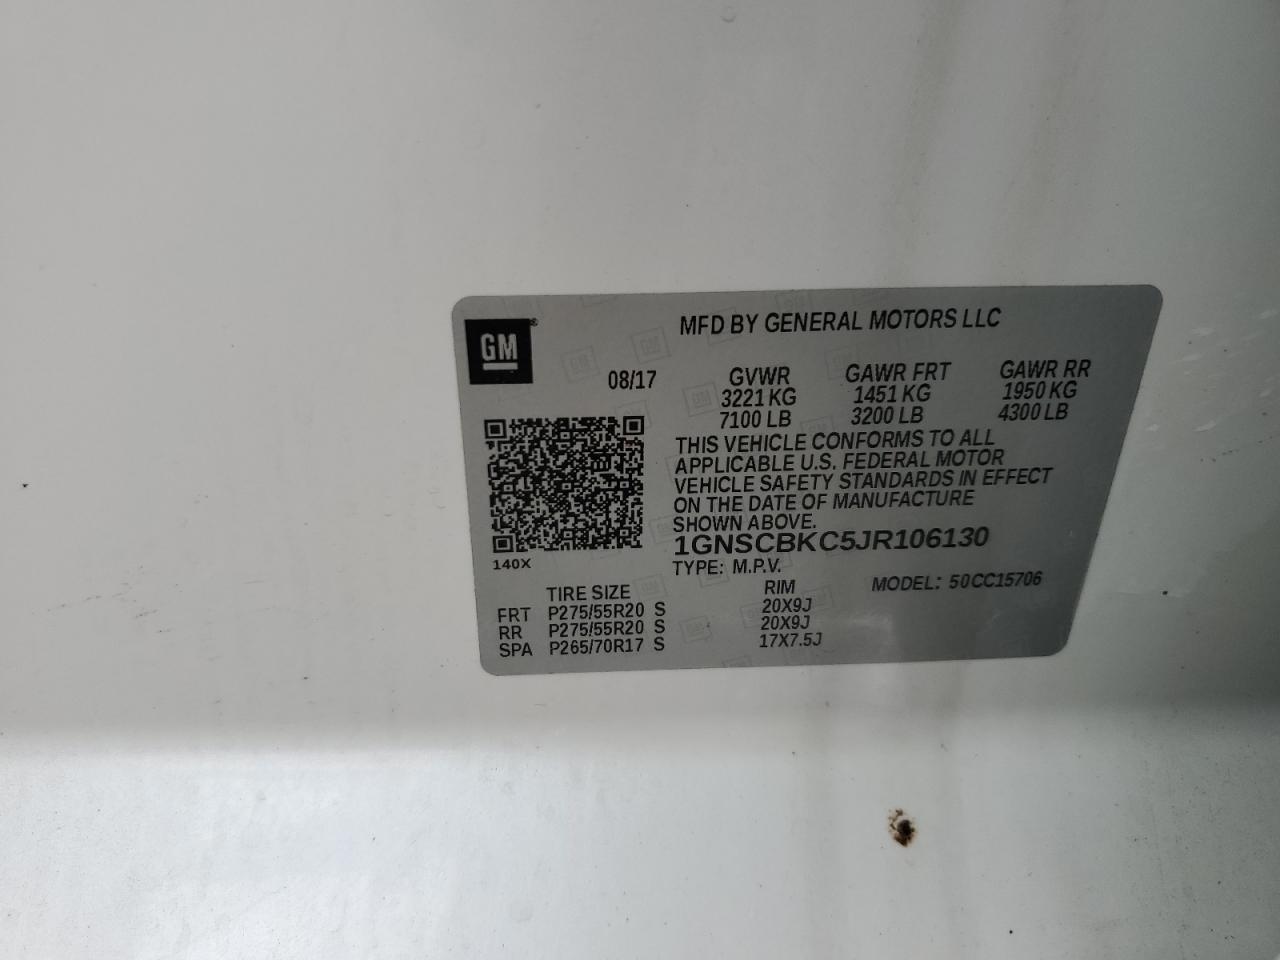 GM®
MFD BY GENERAL MOTORS LLC
08/17
GVWR GAWR FRT GAWR RR
3221 KG 1451 KG 1950 KG
7100 LB 3200 LB 4300 LB
THIS VEHICLE CONFORMS TO ALL
APPLICABLE U.S. FEDERAL MOTOR
VEHICLE SAFETY STANDARDS IN EFFECT
ON THE DATE OF MANUFACTURE
SHOWN ABOVE.
1GNSCBKC5JR106130
140X
TYPE: M.P.V.
MODEL: 50CC15706
TIRE SIZE RIM
FRT P275/55R20 S 20X9J
RR P275/55R20 S 20X9J
SPA P265/70R17 S 17X7.5J